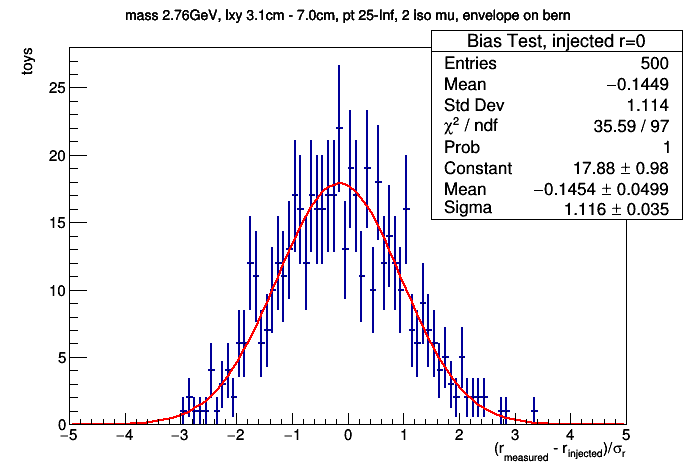 mass 2.76GeV, lxy 3.1cm - 7.0cm, pt 25-Inf, 2 iso mu, envelope on bern
toys
Bias Test, injected r=0
Entries 500
Mean −0.1449
Std Dev 1.114
χ² / ndf 35.59 / 97
Prob 1
Constant 17.88 ± 0.98
Mean −0.1454 ± 0.0499
Sigma 1.116 ± 0.035
25
20
15
10
5
0
−5 −4 −3 −2 −1 0 1 2 3 4 5
(r_measured - r_injected)/σ_r